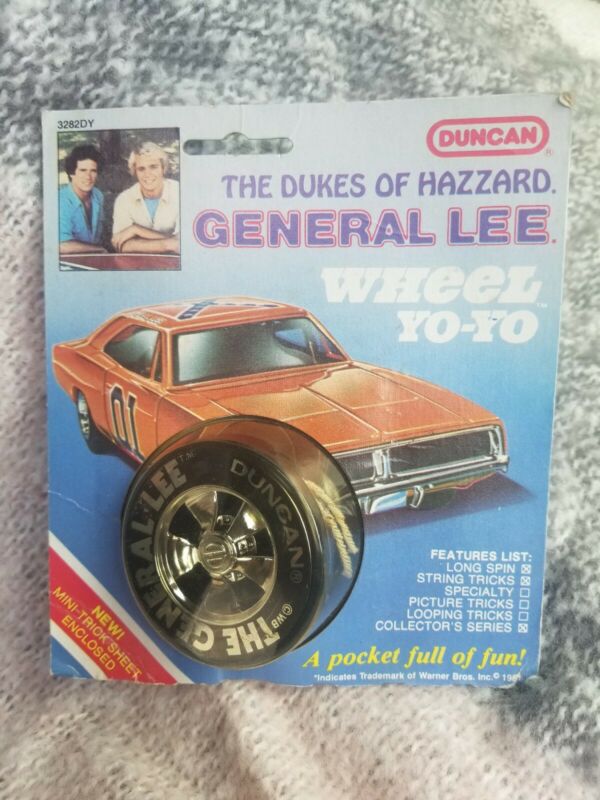 3282DY
DUNCAN®
THE DUKES OF HAZZARD.
GENERAL LEE.
WHEEL™
YO-YO
01
THE GENERAL LEE T.M.
DUNCAN®
©WB
FEATURES LIST:
LONG SPIN ☒
STRING TRICKS ☒
SPECIALTY ☐
PICTURE TRICKS ☐
LOOPING TRICKS ☐
COLLECTOR'S SERIES ☒
NEW!
MINI-TRICK SHEET
ENCLOSED
A pocket full of fun!
*Indicates Trademark of Warner Bros. Inc.©